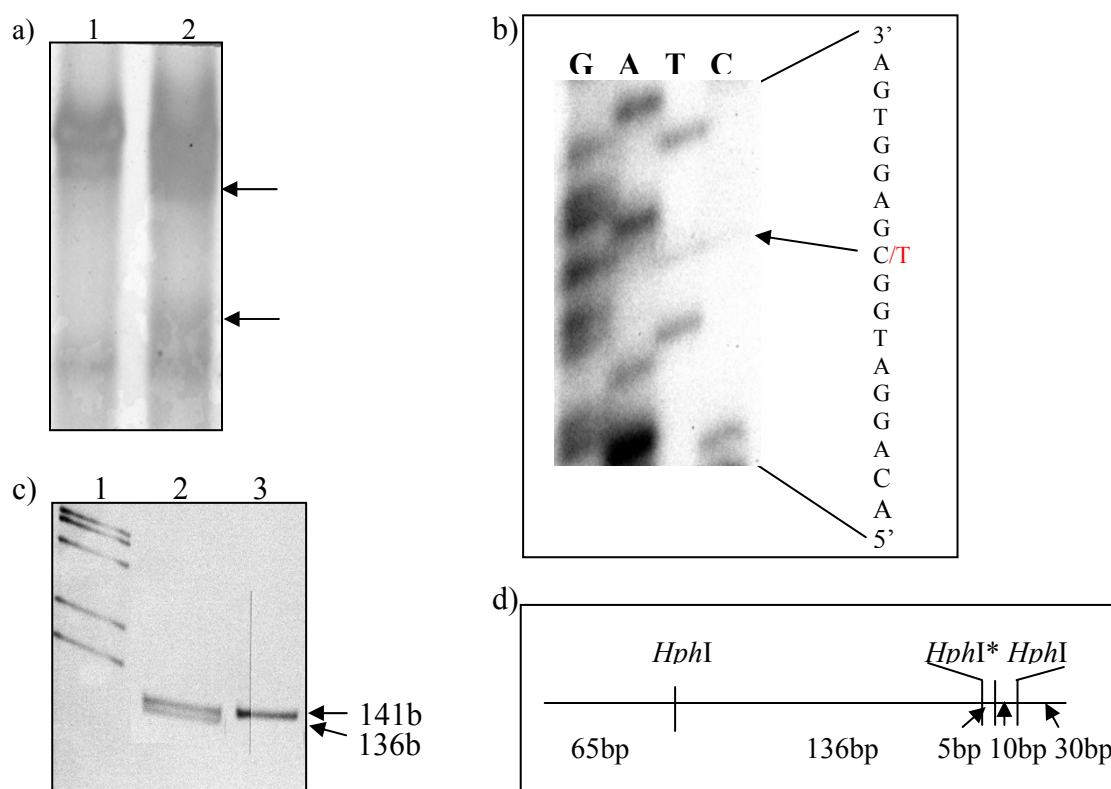 a)
1 2
b)
G A T C
3’
A
G
T
G
G
A
G
C/T
G
G
T
A
G
G
A
C
A
5’
c)
1 2 3
141b
136b
d)
HphI HphI* HphI
65bp 136bp 5bp 10bp 30bp